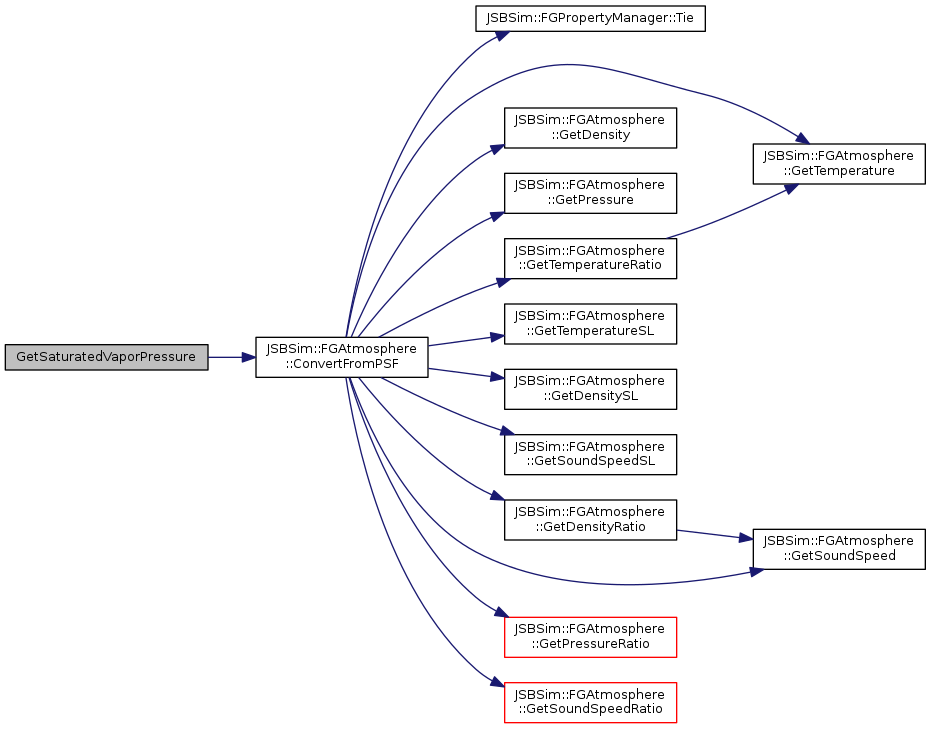 JSBSim::FGPropertyManager::Tie
JSBSim::FGAtmosphere
::GetDensity
JSBSim::FGAtmosphere
::GetTemperature
JSBSim::FGAtmosphere
::GetPressure
JSBSim::FGAtmosphere
::GetTemperatureRatio
JSBSim::FGAtmosphere
::GetTemperatureSL
GetSaturatedVaporPressure
JSBSim::FGAtmosphere
::ConvertFromPSF
JSBSim::FGAtmosphere
::GetDensitySL
JSBSim::FGAtmosphere
::GetSoundSpeedSL
JSBSim::FGAtmosphere
::GetDensityRatio
JSBSim::FGAtmosphere
::GetSoundSpeed
JSBSim::FGAtmosphere
::GetPressureRatio
JSBSim::FGAtmosphere
::GetSoundSpeedRatio